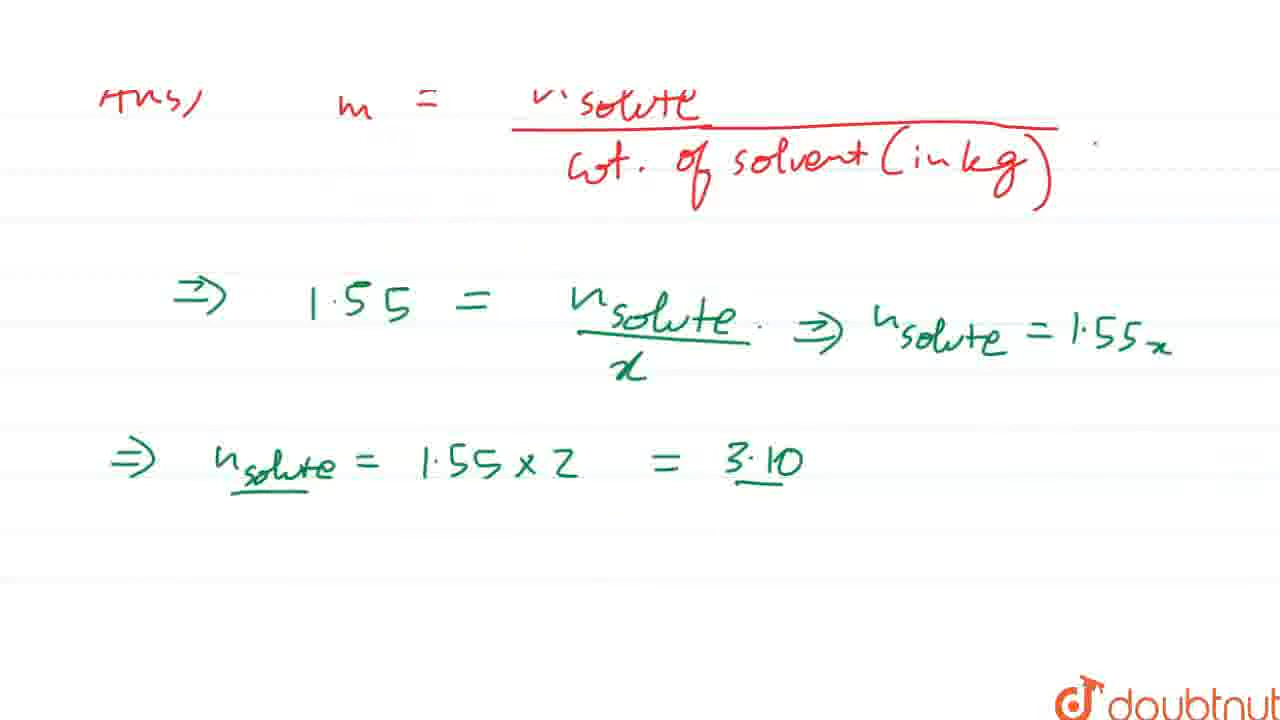 Ans) m = n solute
wt. of solvent (in kg)
⇒ 1.55 = n solute / x ⇒ n solute = 1.55x
⇒ n solute = 1.55 × 2 = 3.10
doubtnut